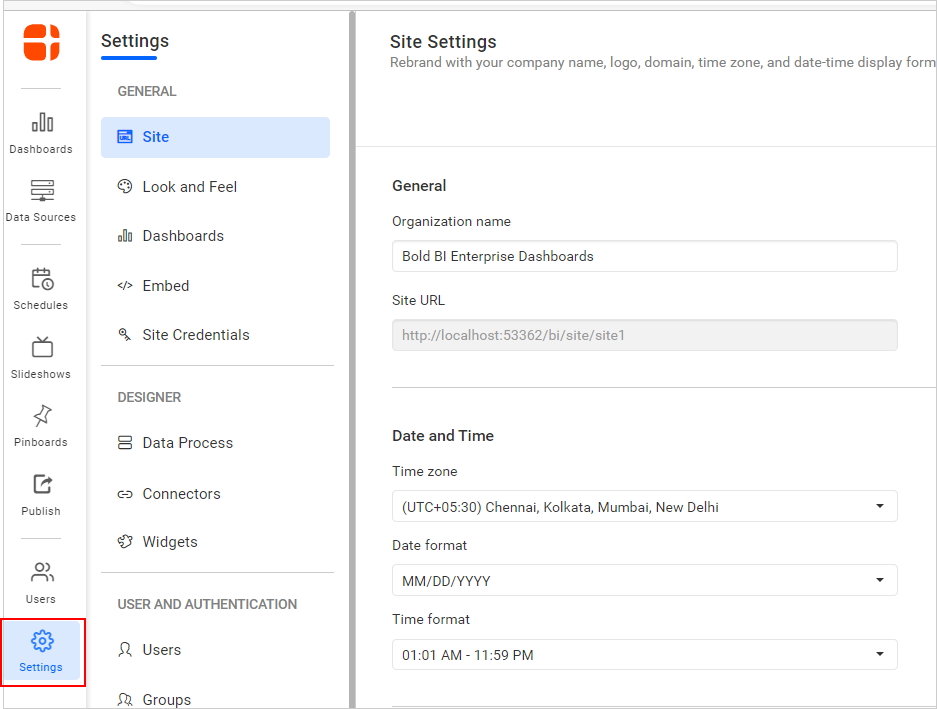 Dashboards
Data Sources
Schedules
Slideshows
Pinboards
Publish
Users
Settings
Settings
GENERAL
URL
Site
Look and Feel
Dashboards
Embed
Site Credentials
DESIGNER
Data Process
Connectors
Widgets
USER AND AUTHENTICATION
Users
Groups
Site Settings
Rebrand with your company name, logo, domain, time zone, and date-time display form
General
Organization name
Bold BI Enterprise Dashboards
Site URL
http://localhost:53362/bi/site/site1
Date and Time
Time zone
(UTC+05:30) Chennai, Kolkata, Mumbai, New Delhi
Date format
MM/DD/YYYY
Time format
01:01 AM - 11:59 PM